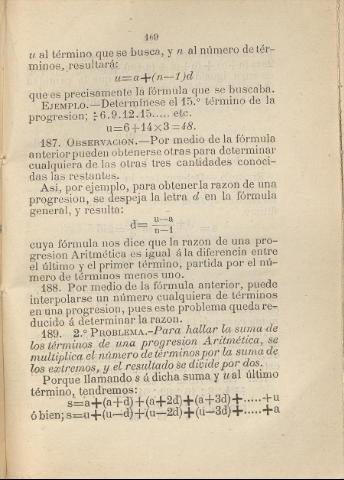 169
u al término que se busca, y n al número de tér-
minos, resultará:
u=a+(n—1)d
que es precisamente la fórmula que se buscaba.
EJEMPLO.—Determínese el 15.° término de la
progresion; ÷6.9.12.15..... etc.
u=6+14×3=48.
187. OBSERVACION.—Por medio de la fórmula
anterior pueden obtenerse otras para determinar
cualquiera de las otras tres cantidades conoci-
das las restantes.
Asi, por ejemplo, para obtener la razon de una
progresion, se despeja la letra d en la fórmula
general, y resulta:
d= u—a
n—1
cuya fórmula nos dice que la razon de una pro-
gresion Aritmética es igual á la diferencia entre
el último y el primer término, partida por el nú-
mero de términos menos uno.
188. Por medio de la fórmula anterior, puede
interpolarse un número cualquiera de términos
en una progresion, pues este problema queda re-
ducido á determinar la razon.
189. 2.° PROBLEMA.-Para hallar la suma de
los términos de una progresion Aritmética, se
multiplica el número de términos por la suma de
los extremos, y el resultado se divide por dos.
Porque llamando s á dicha suma y u al último
término, tendremos:
s=a+(a+d)+(a+2d)+(a+3d)+.....+u
ó bien; s=u+(u—d)+(u—2d)+(u—3d)+.....+a